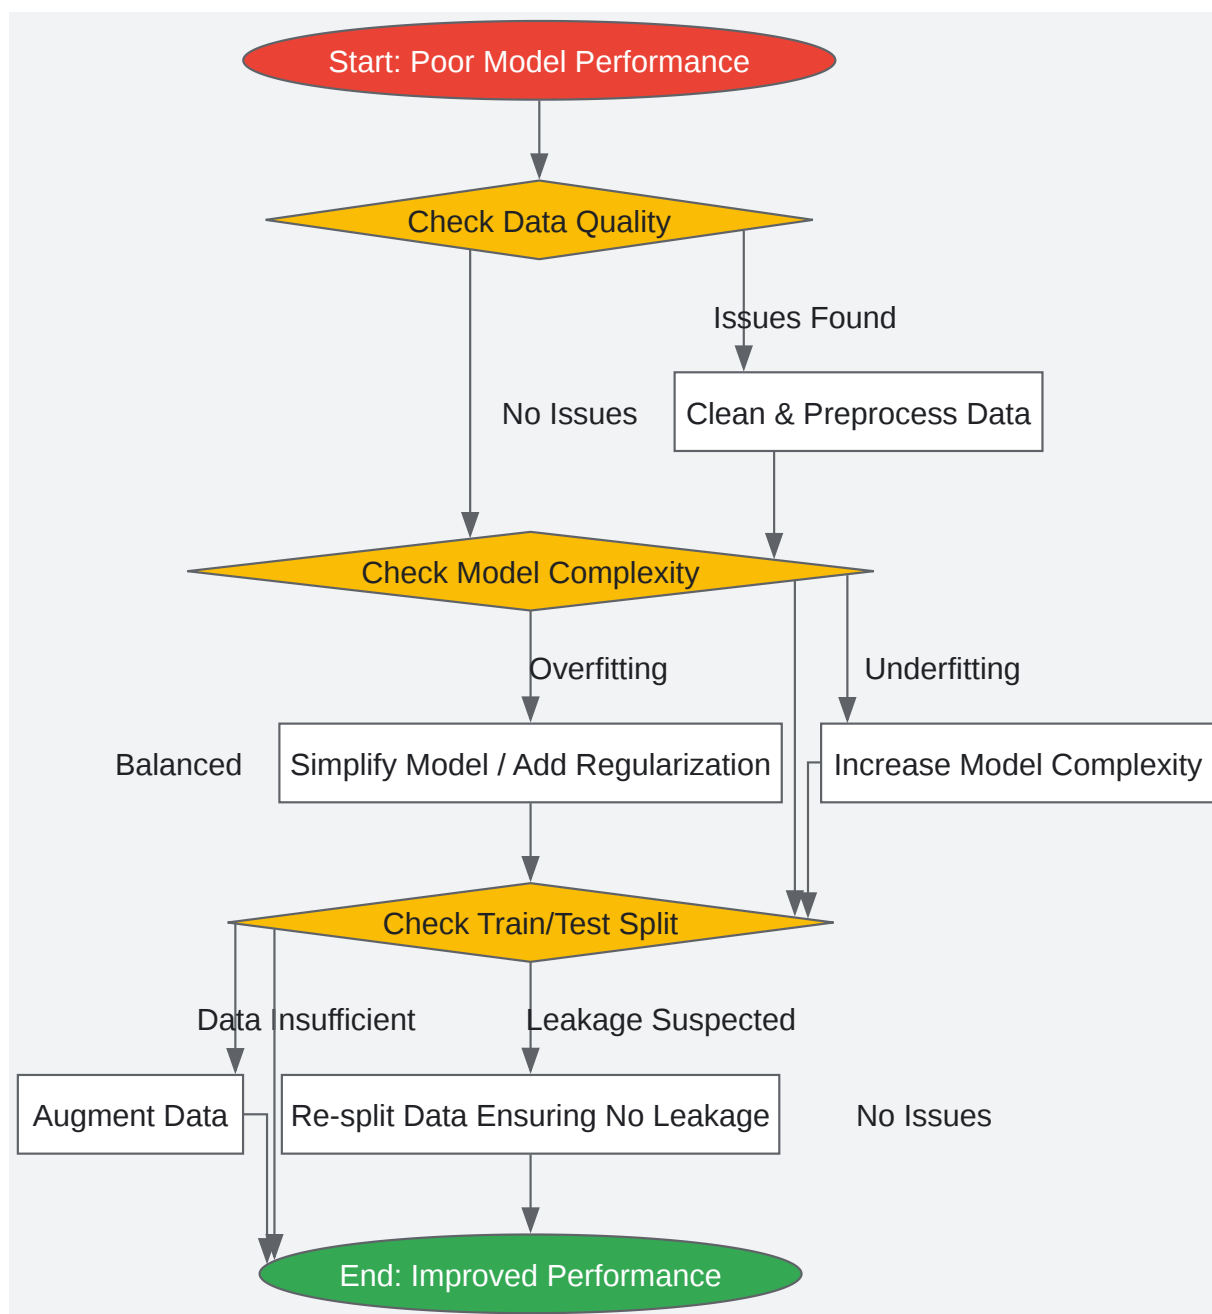 Start: Poor Model Performance
Check Data Quality
Issues Found
No Issues
Clean & Preprocess Data
Check Model Complexity
Overfitting
Underfitting
Balanced
Simplify Model / Add Regularization
Increase Model Complexity
Check Train/Test Split
Data Insufficient
Leakage Suspected
Augment Data
Re-split Data Ensuring No Leakage
No Issues
End: Improved Performance